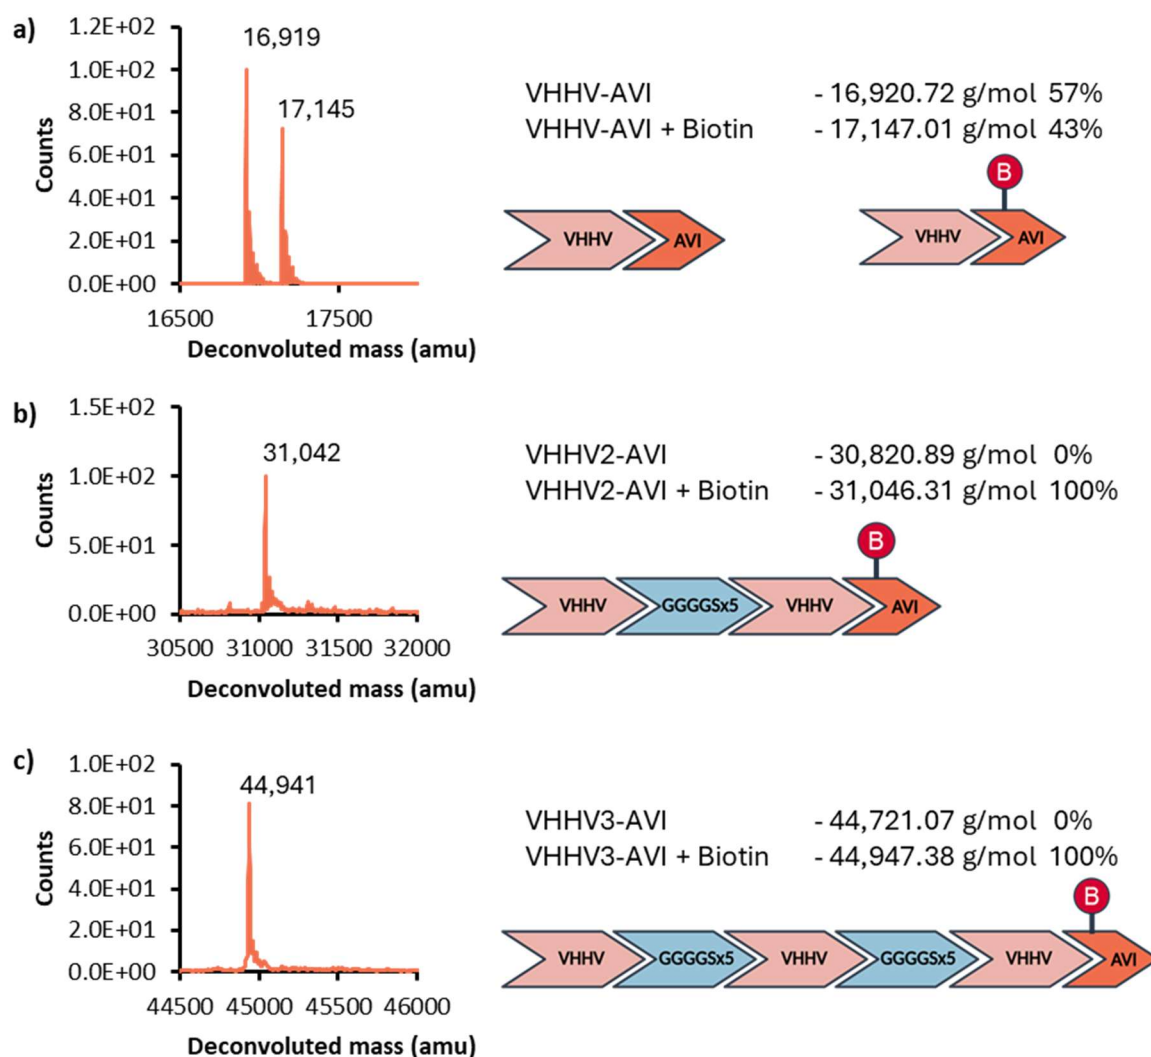 a)
1.2E+02
1.0E+02
8.0E+01
6.0E+01
4.0E+01
2.0E+01
0.0E+00
Counts
16,919
17,145
16500 17500
Deconvoluted mass (amu)
VHHV-AVI - 16,920.72 g/mol 57%
VHHV-AVI + Biotin - 17,147.01 g/mol 43%
B
VHHV AVI VHHV AVI
b)
1.5E+02
1.0E+02
5.0E+01
0.0E+00
Counts
31,042
30500 31000 31500 32000
Deconvoluted mass (amu)
VHHV2-AVI - 30,820.89 g/mol 0%
VHHV2-AVI + Biotin - 31,046.31 g/mol 100%
B
VHHV GGGGSx5 VHHV AVI
c)
1.0E+02
8.0E+01
6.0E+01
4.0E+01
2.0E+01
0.0E+00
Counts
44,941
44500 45000 45500 46000
Deconvoluted mass (amu)
VHHV3-AVI - 44,721.07 g/mol 0%
VHHV3-AVI + Biotin - 44,947.38 g/mol 100%
B
VHHV GGGGSx5 VHHV GGGGSx5 VHHV AVI